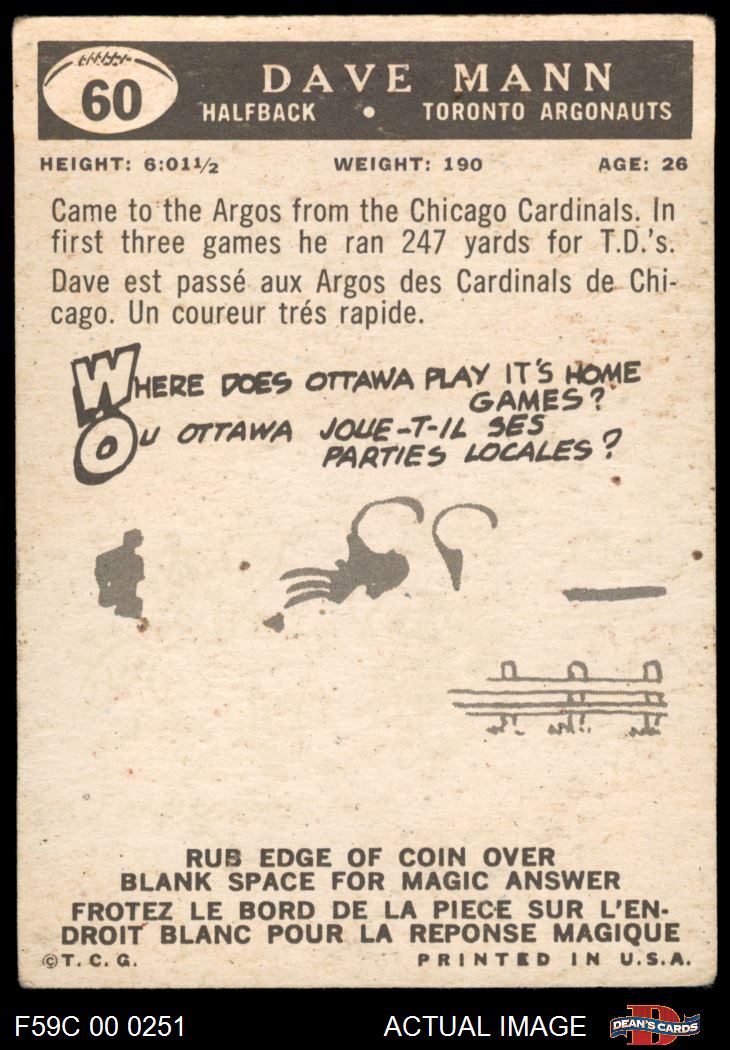 60
DAVE MANN
HALFBACK • TORONTO ARGONAUTS
HEIGHT: 6:01½ WEIGHT: 190 AGE: 26
Came to the Argos from the Chicago Cardinals. In
first three games he ran 247 yards for T.D.'s.
Dave est passé aux Argos des Cardinals de Chi-
cago. Un coureur trés rapide.
WHERE DOES OTTAWA PLAY IT'S HOME
GAMES?
OU OTTAWA JOUE-T-IL SES
PARTIES LOCALES?
RUB EDGE OF COIN OVER
BLANK SPACE FOR MAGIC ANSWER
FROTEZ LE BORD DE LA PIECE SUR L'EN-
DROIT BLANC POUR LA REPONSE MAGIQUE
©T. C. G. PRINTED IN U.S.A.
F59C 00 0251 ACTUAL IMAGE D DEAN'S CARDS